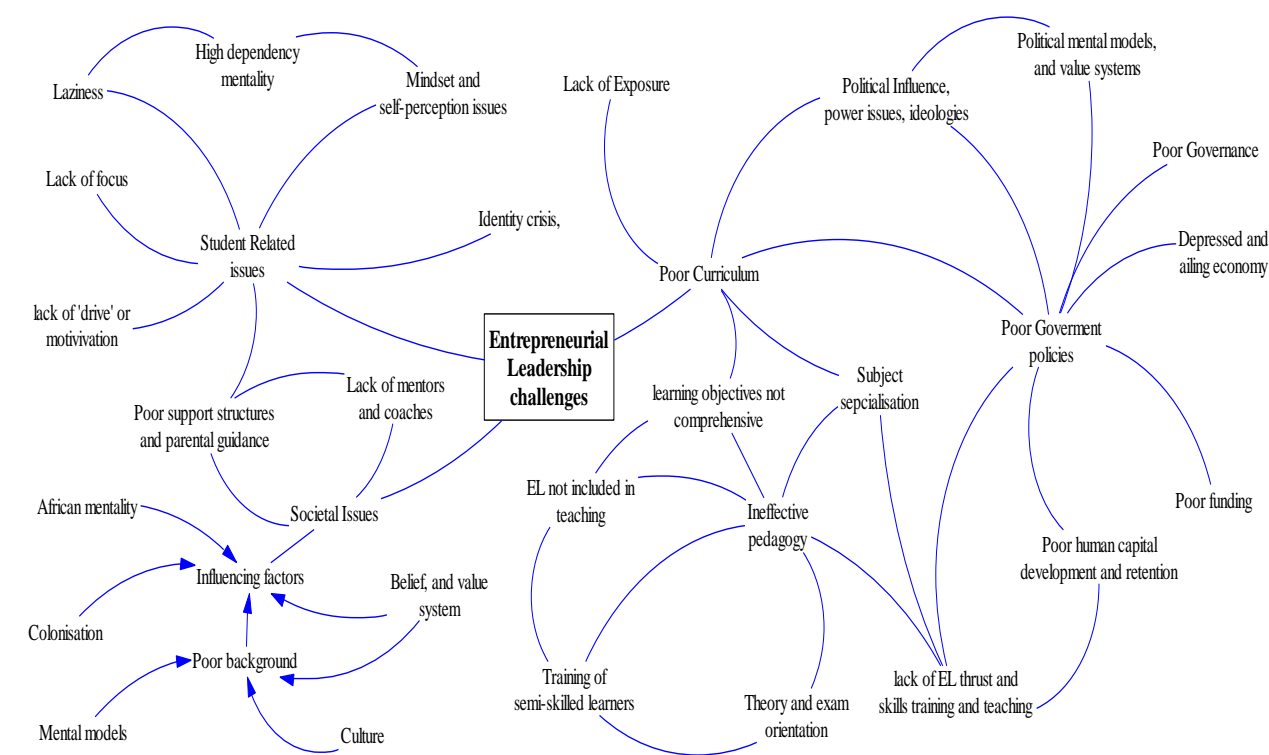 High dependency
mentality
Laziness
Mindset and
self-perception issues
Lack of focus
Identity crisis,
Student Related
issues
lack of 'drive' or
motivivation
Lack of Exposure
Political Influence,
power issues, ideologies
Political mental models,
and value systems
Poor Governance
Depressed and
ailing economy
Poor Curriculum
Poor Goverment
policies
Entrepreneurial
Leadership
challenges
Lack of mentors
and coaches
Poor support structures
and parental guidance
learning objectives not
comprehensive
Subject
sepcialisation
African mentality
Societal Issues
EL not included in
teaching
Ineffective
pedagogy
Poor funding
Poor human capital
development and retention
Influencing factors
Belief, and value
system
Colonisation
Poor background
Training of
semi-skilled learners
Theory and exam
orientation
lack of EL thrust and
skills training and teaching
Mental models
Culture